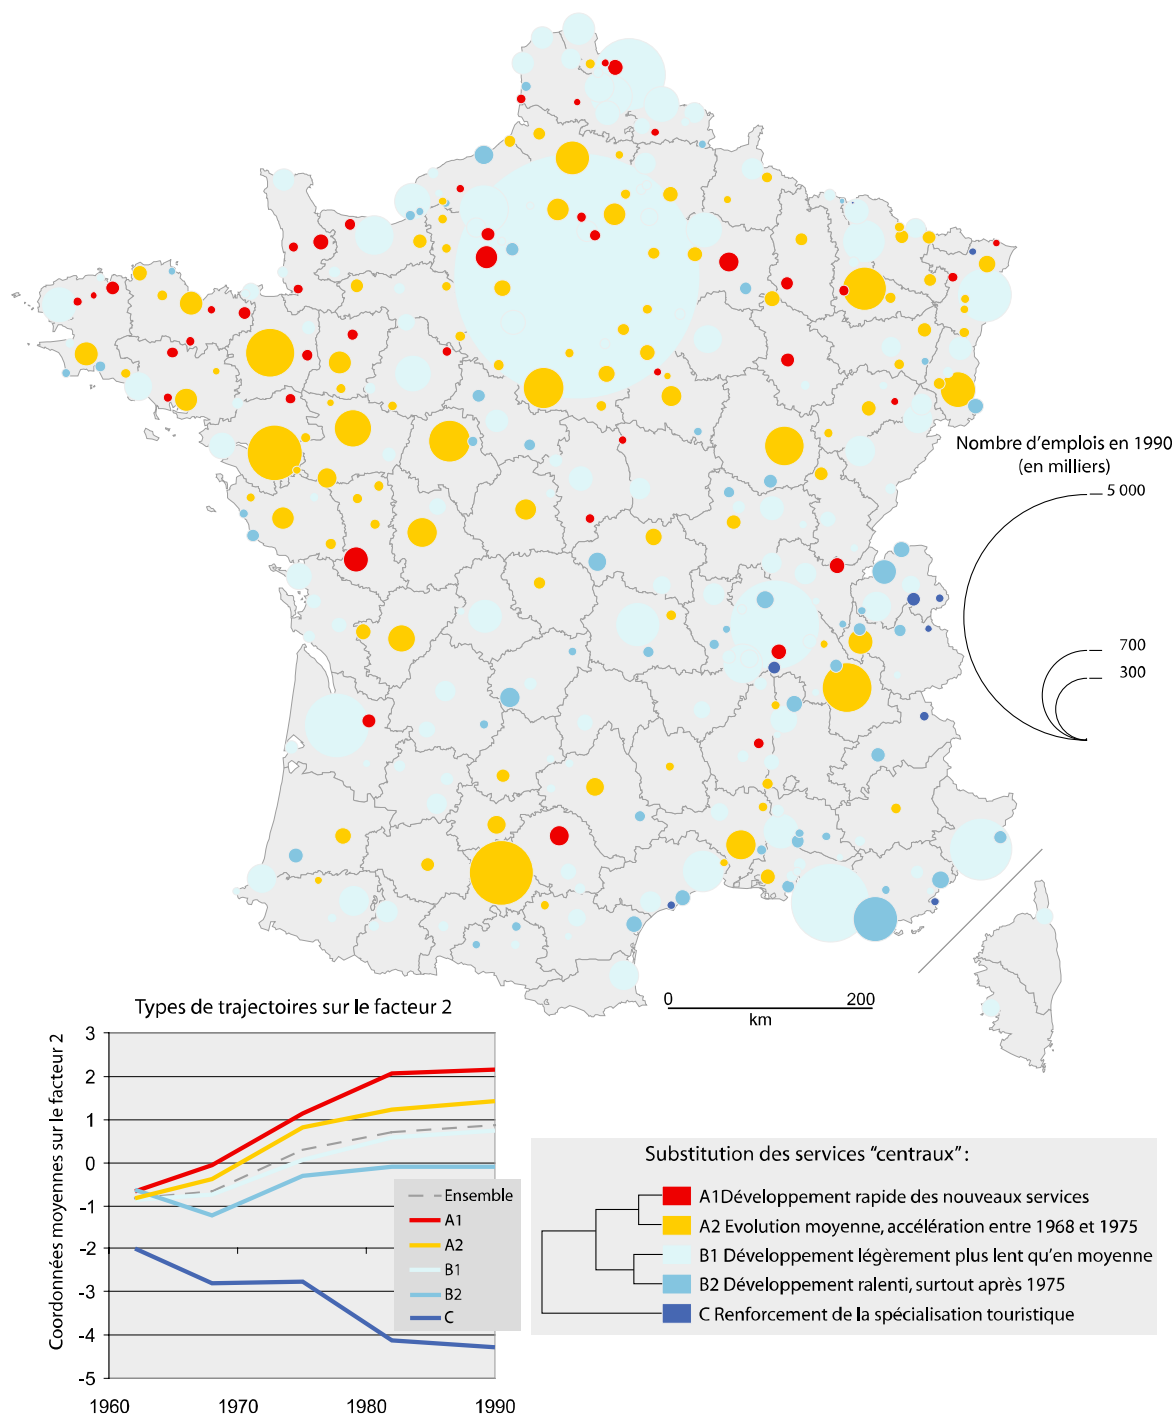 Nombre d'emplois en 1990
(en milliers)
5 000
700
300
0 200
km
Types de trajectoires sur le facteur 2
Coordonnées moyennes sur le facteur 2
3
2
1
0
-1
-2
-3
-4
-5
1960 1970 1980 1990
Ensemble
A1
A2
B1
B2
C
Substitution des services "centraux" :
A1Développement rapide des nouveaux services
A2 Evolution moyenne, accélération entre 1968 et 1975
B1 Développement légèrement plus lent qu'en moyenne
B2 Développement ralenti, surtout après 1975
C Renforcement de la spécialisation touristique